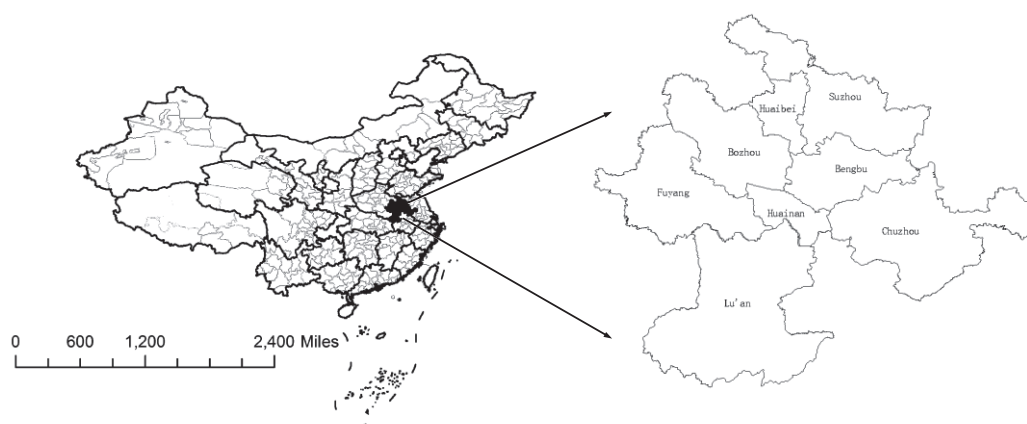 Huaibei
Suzhou
Bozhou
Bengbu
Fuyang
Huainan
Chuzhou
Lu'an
0 600 1,200 2,400 Miles